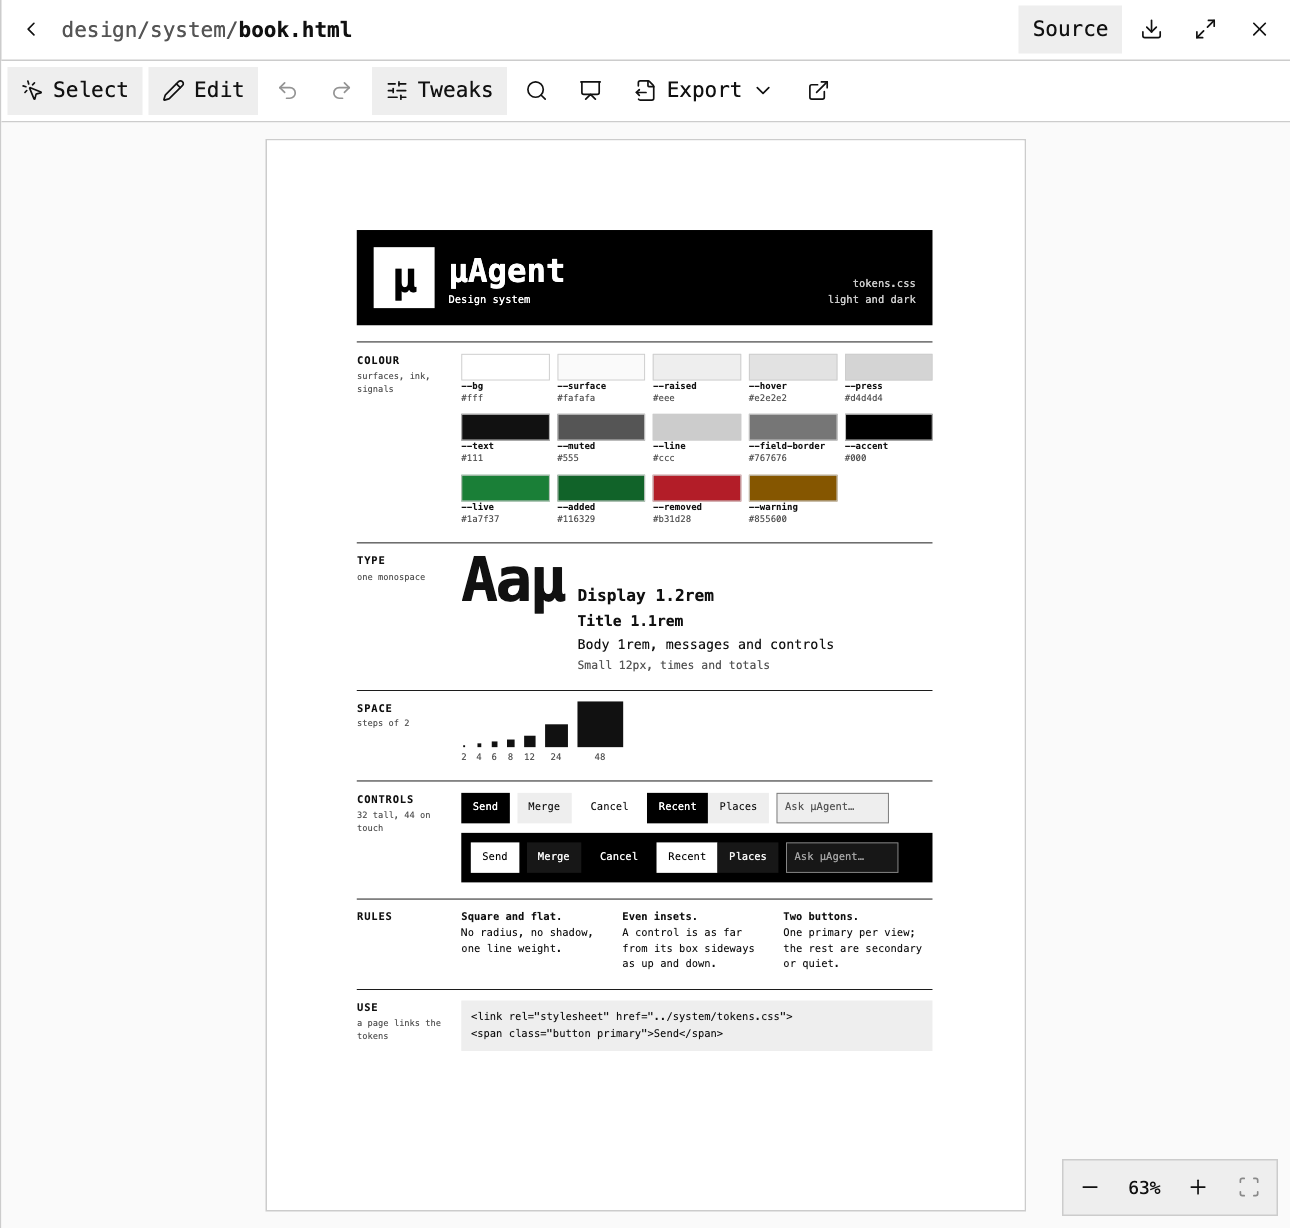 design/system/book.html
Source
Select
Edit
Tweaks
Export
µ
µAgent
Design system
tokens.css
light and dark
COLOUR
surfaces, ink,
signals
--bg
#fff
--surface
#fafafa
--raised
#eee
--hover
#e2e2e2
--press
#d4d4d4
--text
#111
--muted
#555
--line
#ccc
--field-border
#767676
--accent
#000
--live
#1a7f37
--added
#116329
--removed
#b31d28
--warning
#855600
TYPE
one monospace
Aaµ
Display 1.2rem
Title 1.1rem
Body 1rem, messages and controls
Small 12px, times and totals
SPACE
steps of 2
2 4 6 8 12 24 48
CONTROLS
32 tall, 44 on
touch
Send Merge Cancel Recent Places Ask µAgent…
Send Merge Cancel Recent Places Ask µAgent…
RULES
Square and flat.
No radius, no shadow,
one line weight.
Even insets.
A control is as far
from its box sideways
as up and down.
Two buttons.
One primary per view;
the rest are secondary
or quiet.
USE
a page links the
tokens
<link rel="stylesheet" href="../system/tokens.css">
<span class="button primary">Send</span>
63%